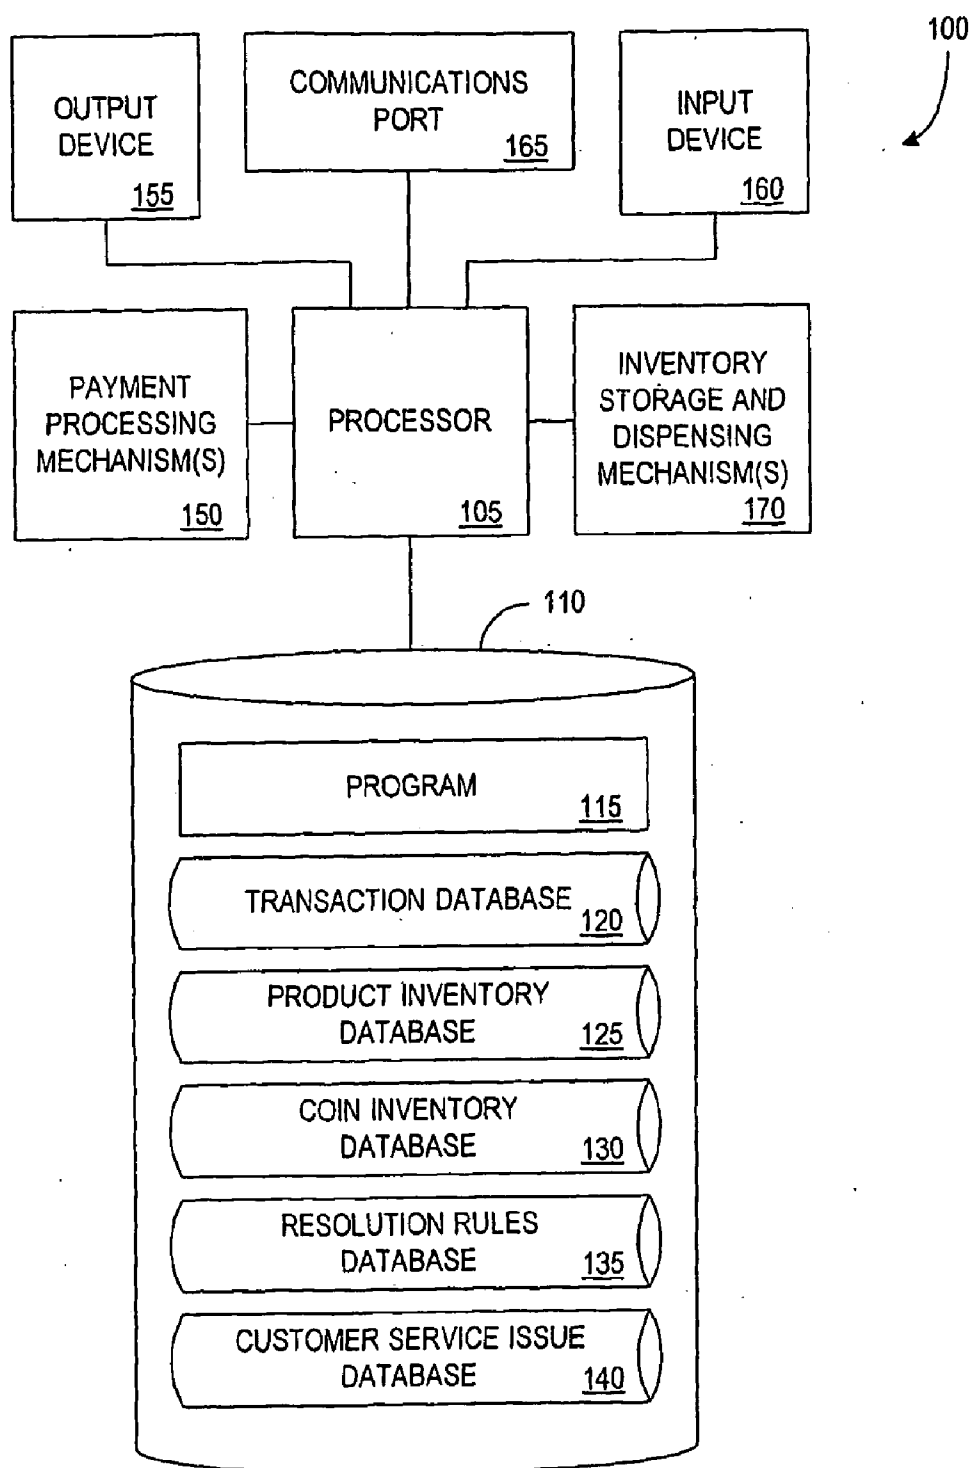 100
OUTPUT
DEVICE
155
COMMUNICATIONS
PORT
165
INPUT
DEVICE
160
PAYMENT
PROCESSING
MECHANISM(S)
150
PROCESSOR
105
INVENTORY
STORAGE AND
DISPENSING
MECHANISM(S)
170
110
PROGRAM
115
TRANSACTION DATABASE
120
PRODUCT INVENTORY
DATABASE
125
COIN INVENTORY
DATABASE
130
RESOLUTION RULES
DATABASE
135
CUSTOMER SERVICE ISSUE
DATABASE
140